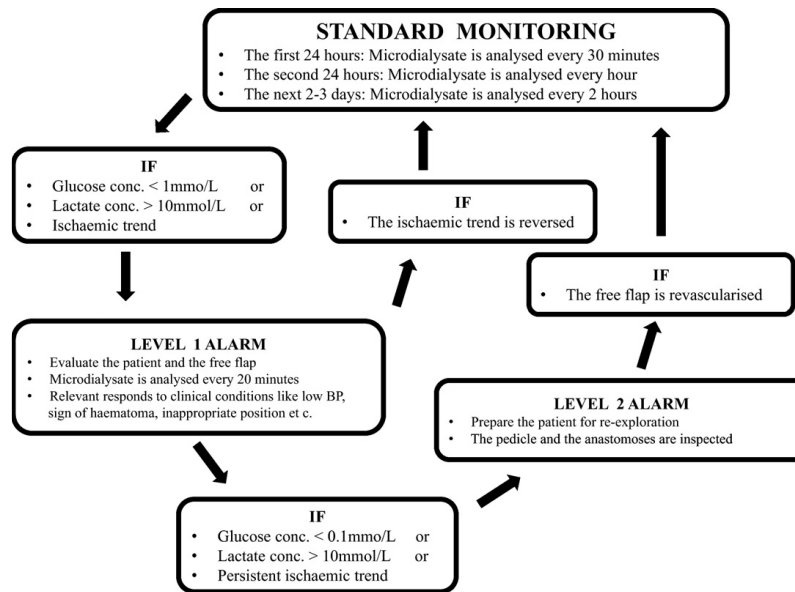 STANDARD MONITORING
• The first 24 hours: Microdialysate is analysed every 30 minutes
• The second 24 hours: Microdialysate is analysed every hour
• The next 2-3 days: Microdialysate is analysed every 2 hours
IF
• Glucose conc. < 1mmo/L or
• Lactate conc. > 10mmol/L or
• Ischaemic trend
IF
• The ischaemic trend is reversed
IF
• The free flap is revascularised
LEVEL 1 ALARM
• Evaluate the patient and the free flap
• Microdialysate is analysed every 20 minutes
• Relevant responds to clinical conditions like low BP,
sign of haematoma, inappropriate position et c.
LEVEL 2 ALARM
• Prepare the patient for re-exploration
• The pedicle and the anastomoses are inspected
IF
• Glucose conc. < 0.1mmo/L or
• Lactate conc. > 10mmol/L or
• Persistent ischaemic trend